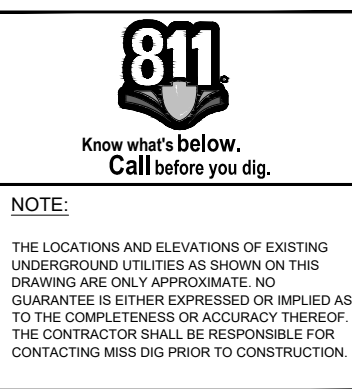 811
Know what's below.
Call before you dig.
NOTE:
THE LOCATIONS AND ELEVATIONS OF EXISTING
UNDERGROUND UTILITIES AS SHOWN ON THIS
DRAWING ARE ONLY APPROXIMATE. NO
GUARANTEE IS EITHER EXPRESSED OR IMPLIED AS
TO THE COMPLETENESS OR ACCURACY THEREOF.
THE CONTRACTOR SHALL BE RESPONSIBLE FOR
CONTACTING MISS DIG PRIOR TO CONSTRUCTION.